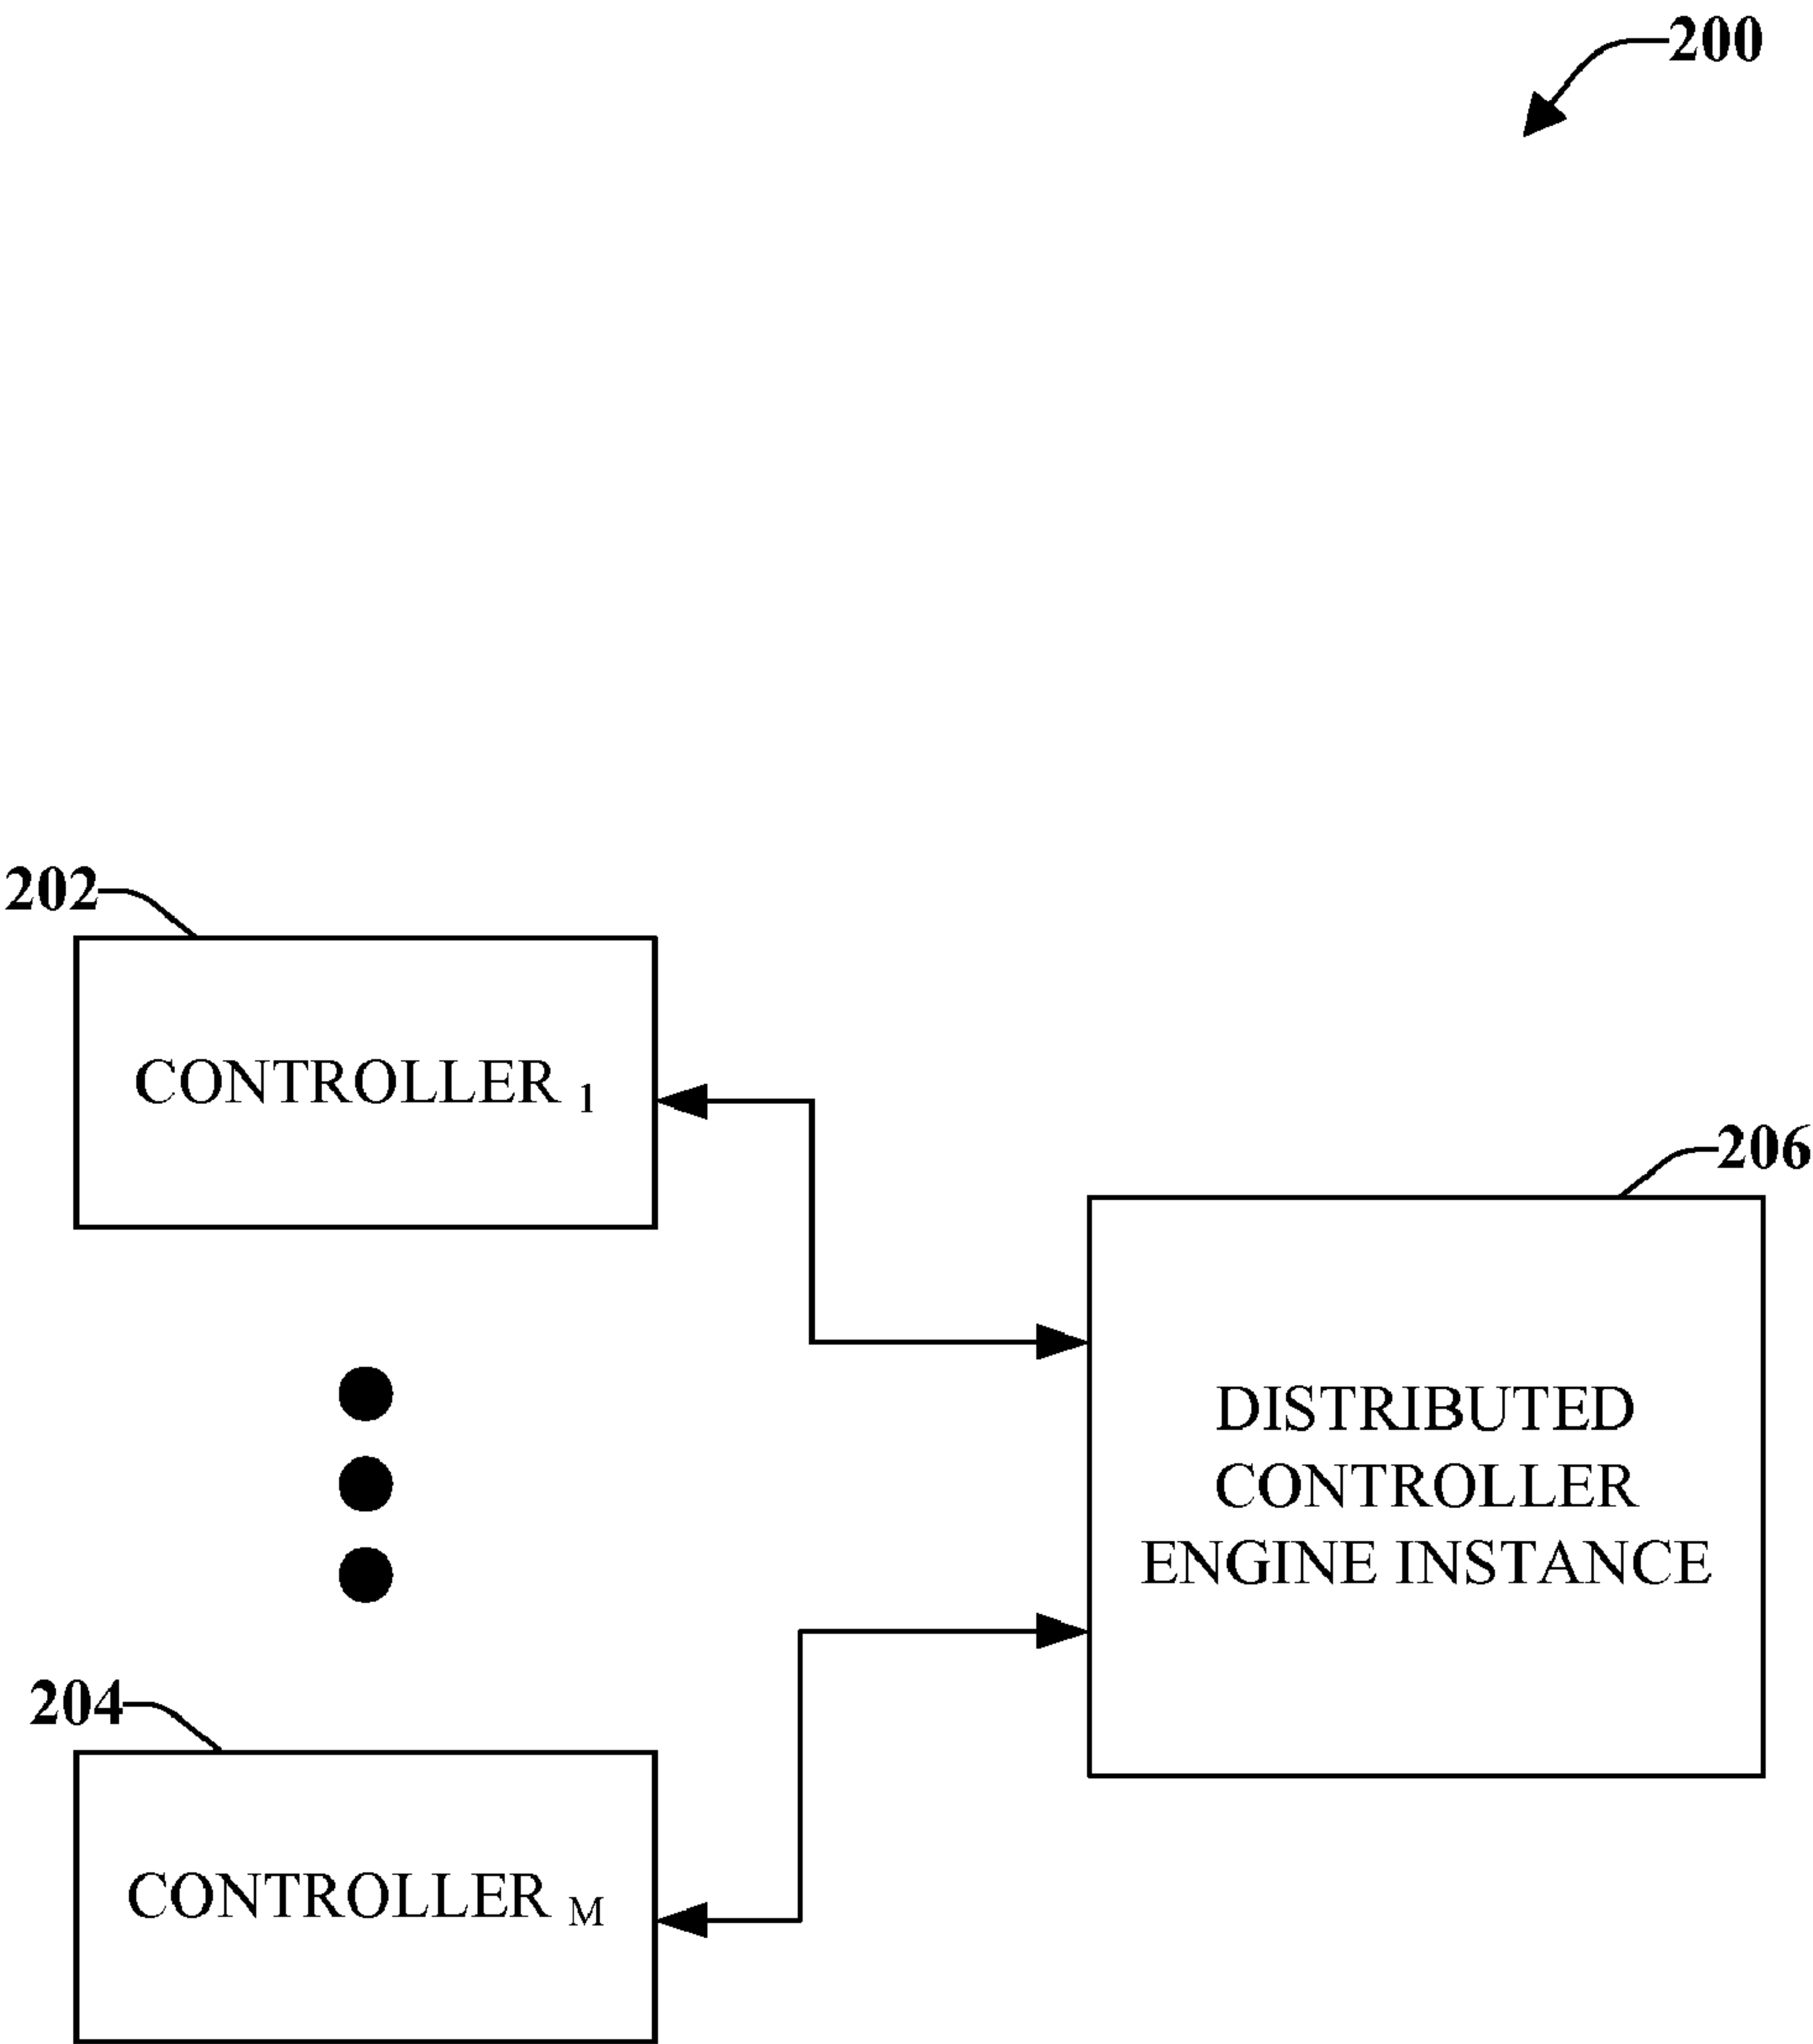 200
202
CONTROLLER 1
206
DISTRIBUTED
CONTROLLER
ENGINE INSTANCE
204
CONTROLLER M